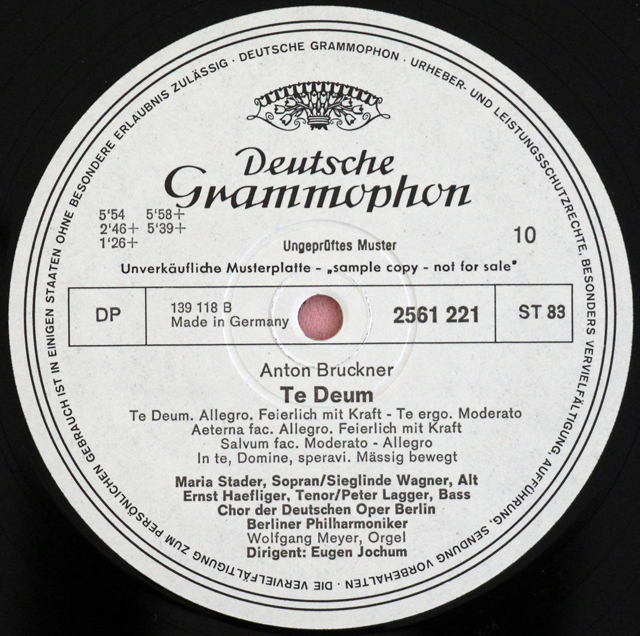 DIE VERVIELFÄLTIGUNG ZUM PERSÖNLICHEN GEBRAUCH IST IN EINIGEN STAATEN OHNE BESONDERE ERLAUBNIS ZULÄSSIG · DEUTSCHE GRAMMOPHON · URHEBER- UND LEISTUNGSSCHUTZRECHTE, BESONDERS VERVIELFÄLTIGUNG, AUFFÜHRUNG, SENDUNG VORBEHALTEN ·
Deutsche
Grammophon
5'54 5'58+
2'46+ 5'39+
1'26+
Ungeprüftes Muster
10
Unverkäufliche Musterplatte - „sample copy - not for sale"
DP
139 118 B
Made in Germany
2561 221
ST 83
Anton Bruckner
Te Deum
Te Deum. Allegro. Feierlich mit Kraft - Te ergo. Moderato
Aeterna fac. Allegro. Feierlich mit Kraft
Salvum fac. Moderato - Allegro
In te, Domine, speravi. Mässig bewegt
Maria Stader, Sopran/Sieglinde Wagner, Alt
Ernst Haefliger, Tenor/Peter Lagger, Bass
Chor der Deutschen Oper Berlin
Berliner Philharmoniker
Wolfgang Meyer, Orgel
Dirigent: Eugen Jochum